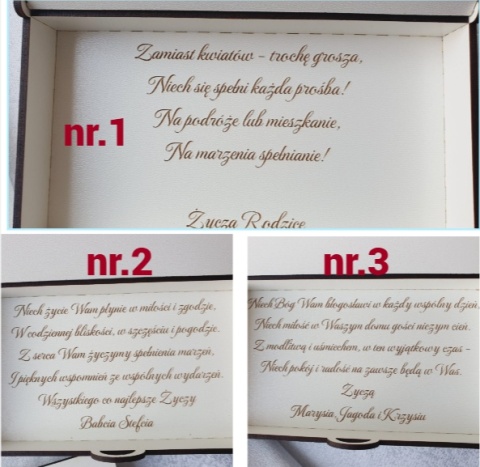 Zamiast kwiatów - trochę grosza,
Niech się spełni każda prośba!
Na podróże lub mieszkanie,
Na marzenia spełnianie!
Życzą Rodzice
nr.1
nr.2
Niech życie Wam płynie w miłości i zgodzie,
W codziennej bliskości, w szczęściu i pogodzie.
Z serca Wam życzymy spełnienia marzeń,
I pięknych wspomnień ze wspólnych wydarzeń.
Wszystkiego co najlepsze Życzy
Babcia Stefcia
nr.3
Niech Bóg Wam błogosławi w każdy wspólny dzień,
Niech miłość w Waszym domu gości niczym cień.
Z modlitwą i uśmiechem, w ten wyjątkowy czas -
Niech pokój i radość na zawsze będą w Was.
Życzą
Marysia, Jagoda i Krzysiu